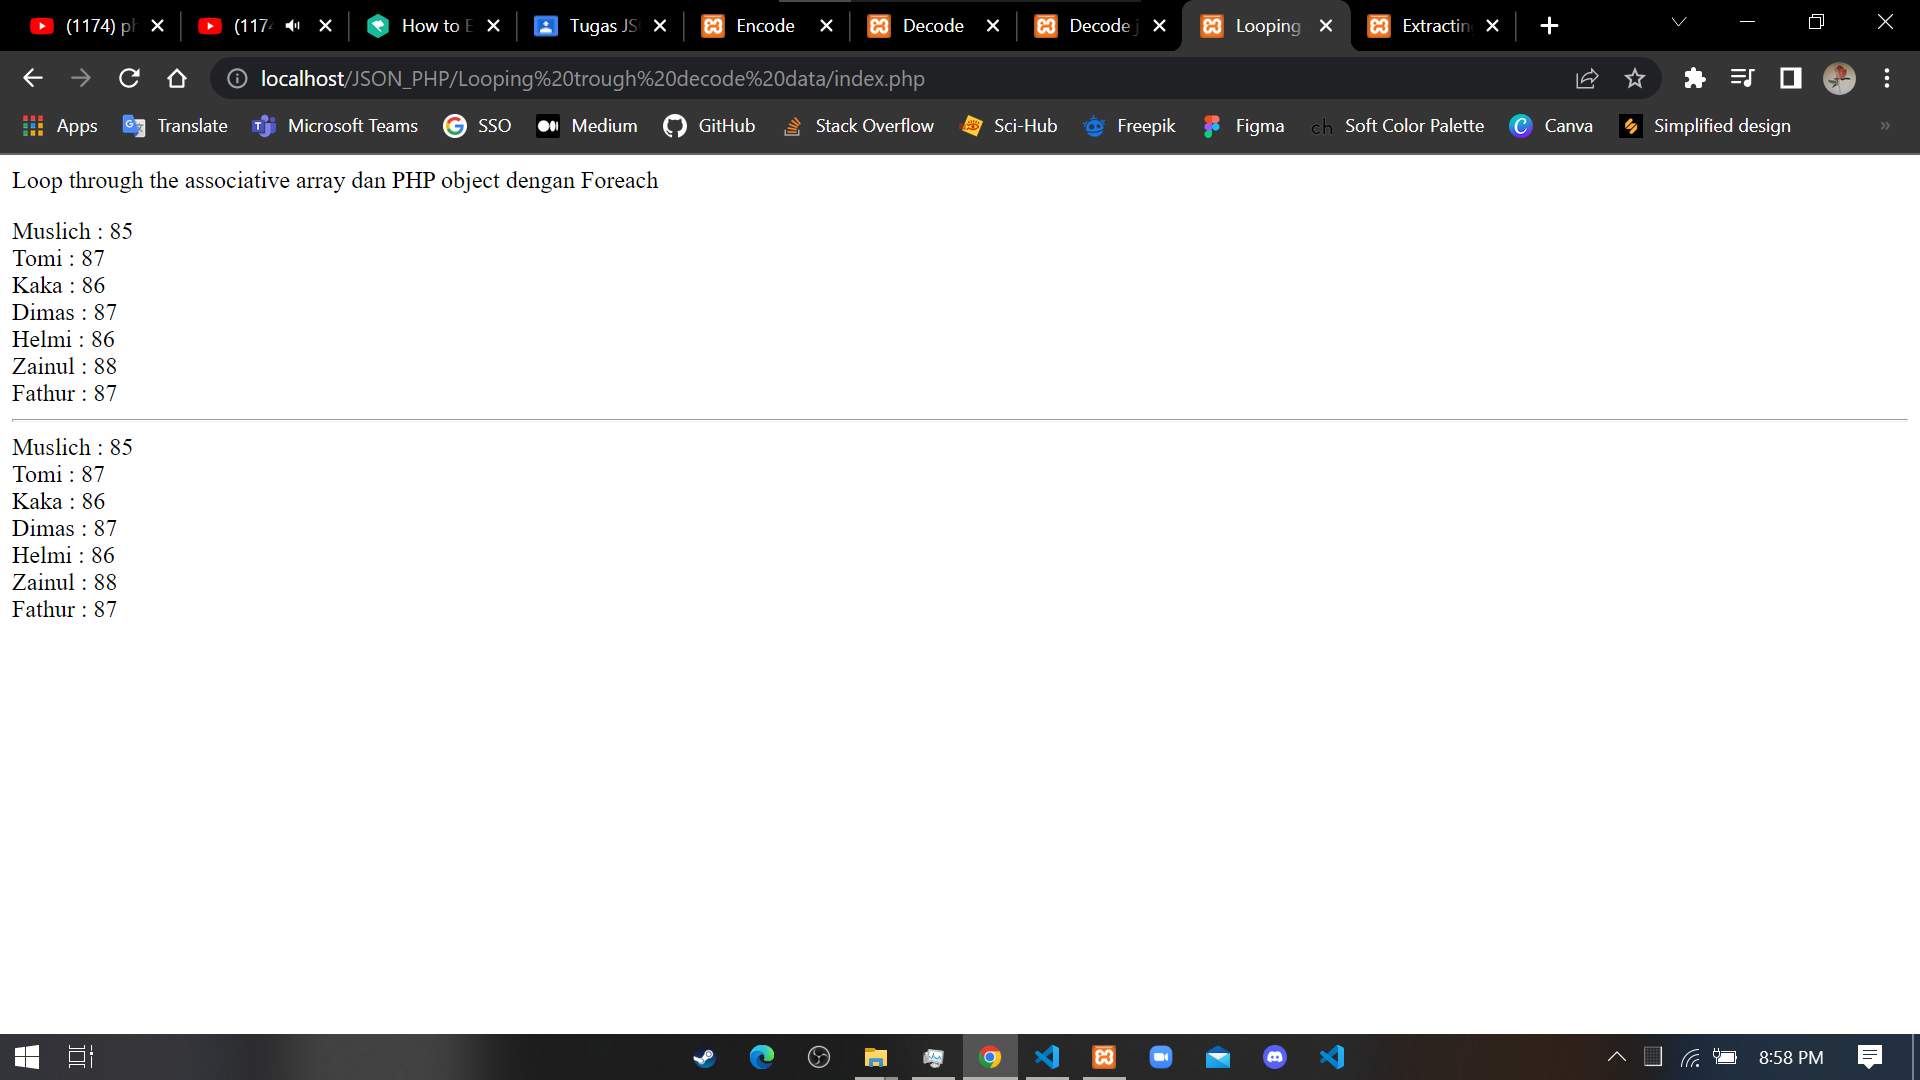 (1174) ph
(1174
How to E
Tugas JS
Encode
Decode
Decode j
Looping
Extracting
localhost/JSON_PHP/Looping%20trough%20decode%20data/index.php
Apps
Translate
Microsoft Teams
SSO
Medium
GitHub
Stack Overflow
Sci-Hub
Freepik
Figma
ch Soft Color Palette
Canva
Simplified design
»
Loop through the associative array dan PHP object dengan Foreach
Muslich : 85
Tomi : 87
Kaka : 86
Dimas : 87
Helmi : 86
Zainul : 88
Fathur : 87
Muslich : 85
Tomi : 87
Kaka : 86
Dimas : 87
Helmi : 86
Zainul : 88
Fathur : 87
8:58 PM